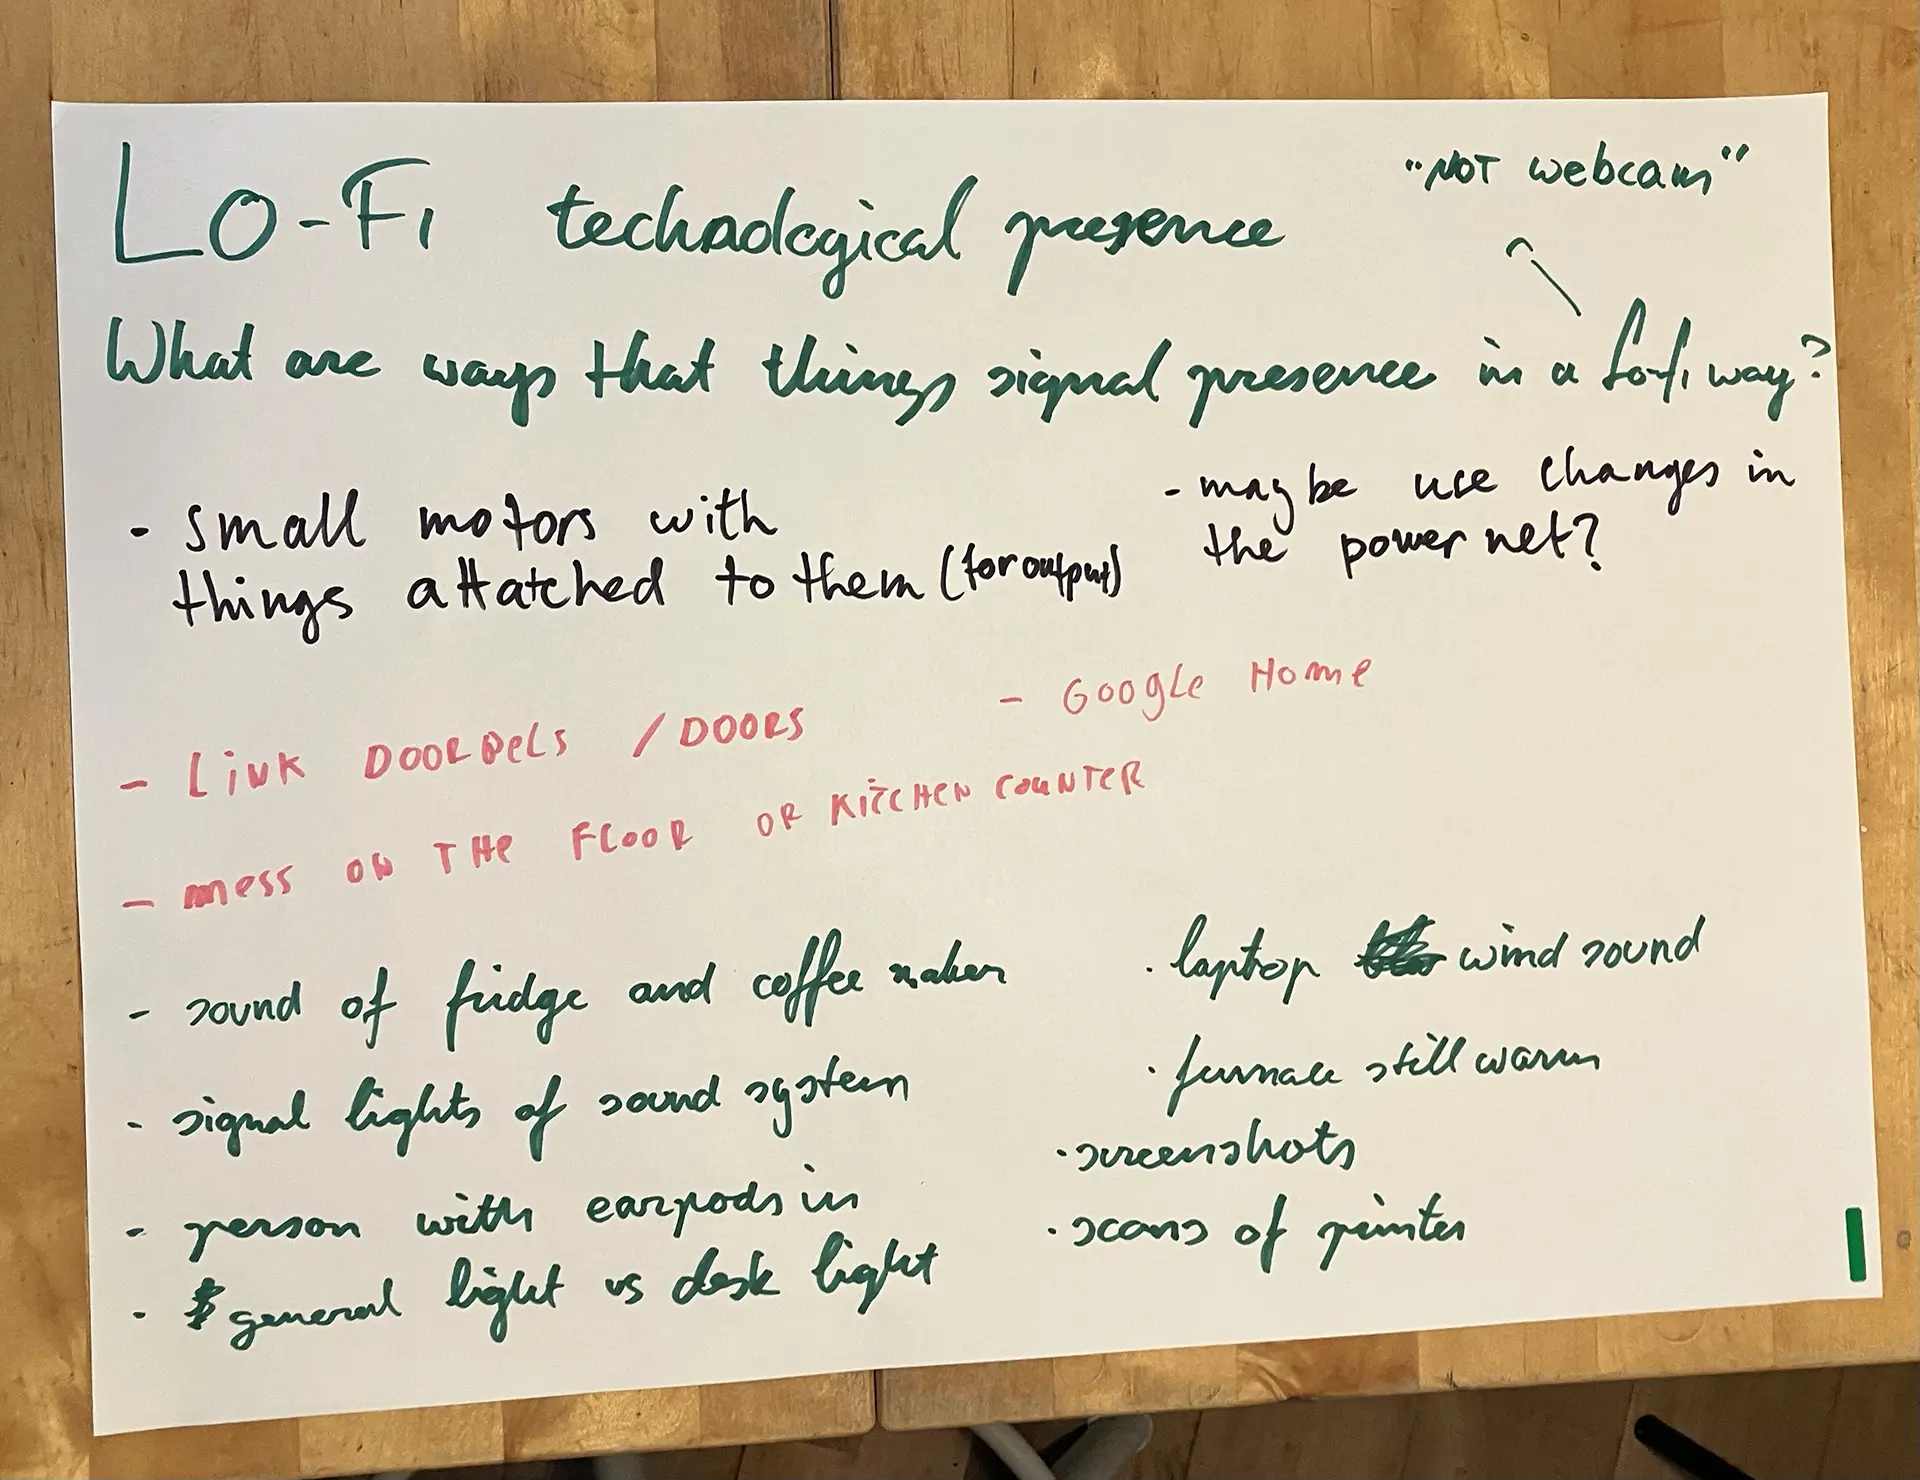 "NOT webcam"
LO-FI technological presence
What are ways that things signal presence in a lo-fi way?
- small motors with
things attatched to them (for output)
- maybe use changes in
the power net?
- LiNK DOORBeLS / DOORS
- GOOgLe HOme
- mess ON THe FLOOR OR KiTCHeN COUNTeR
- sound of fridge and coffee maker
- signal lights of sound system
- person with earpods in
- general light vs desk light
· laptop wind sound
· furnace still warm
· screenshots
· scans of printer